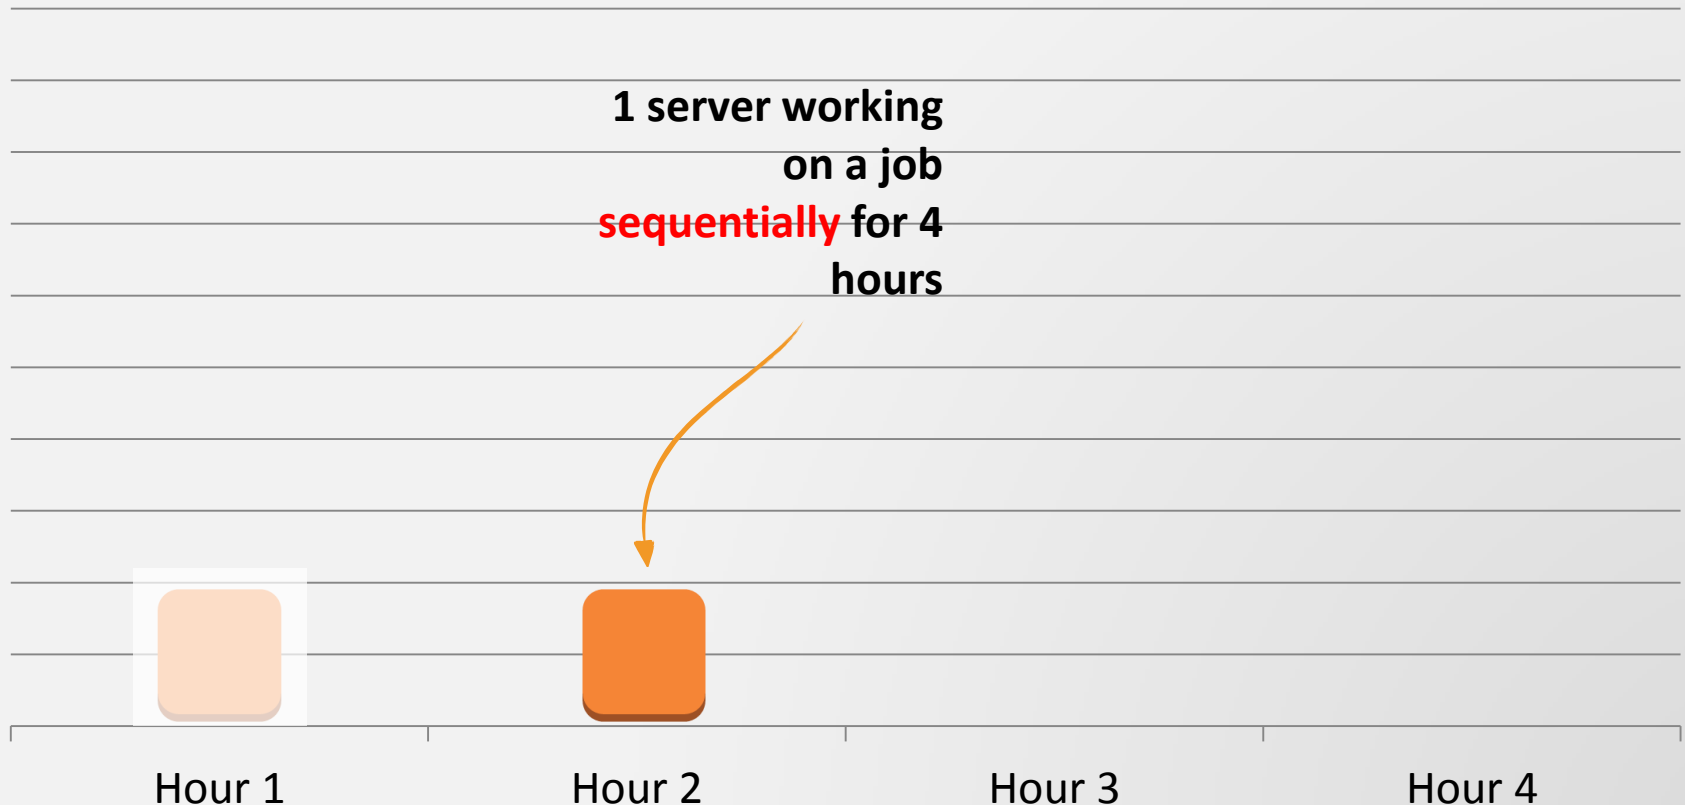 1 server working
on a job
sequentially for 4
hours
Hour 1 Hour 2 Hour 3 Hour 4